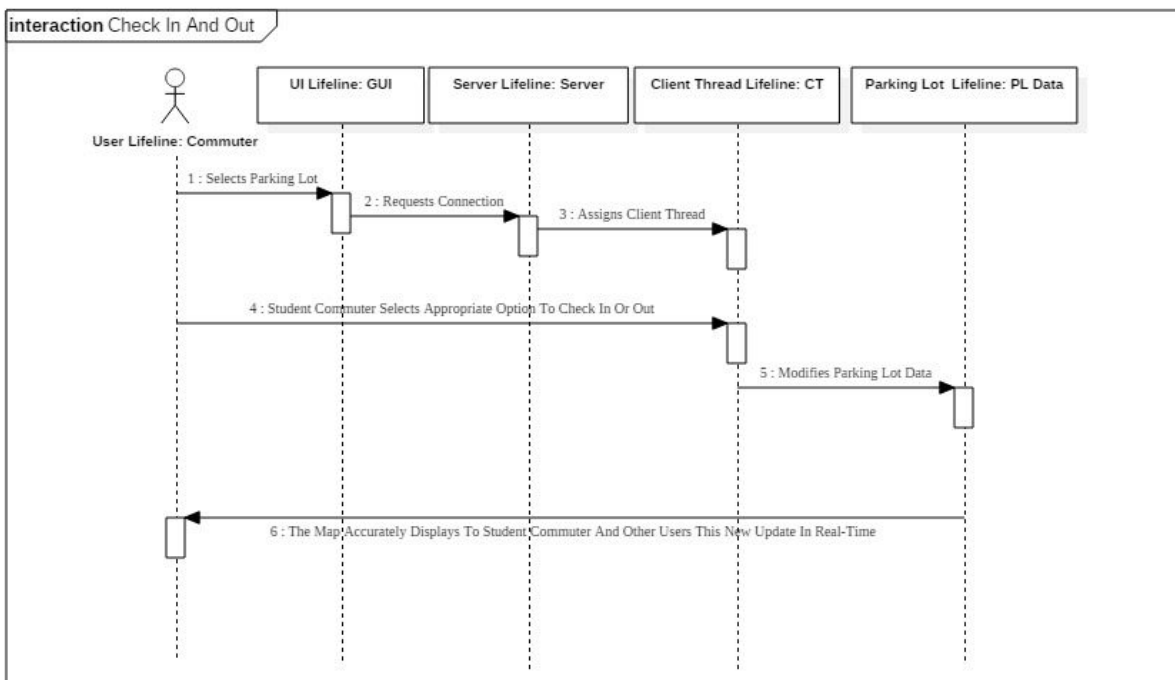 interaction Check In And Out
UI Lifeline: GUI
Server Lifeline: Server
Client Thread Lifeline: CT
Parking Lot Lifeline: PL Data
User Lifeline: Commuter
1 : Selects Parking Lot
2 : Requests Connection
3 : Assigns Client Thread
4 : Student Commuter Selects Appropriate Option To Check In Or Out
5 : Modifies Parking Lot Data
6 : The Map Accurately Displays To Student Commuter And Other Users This New Update In Real-Time